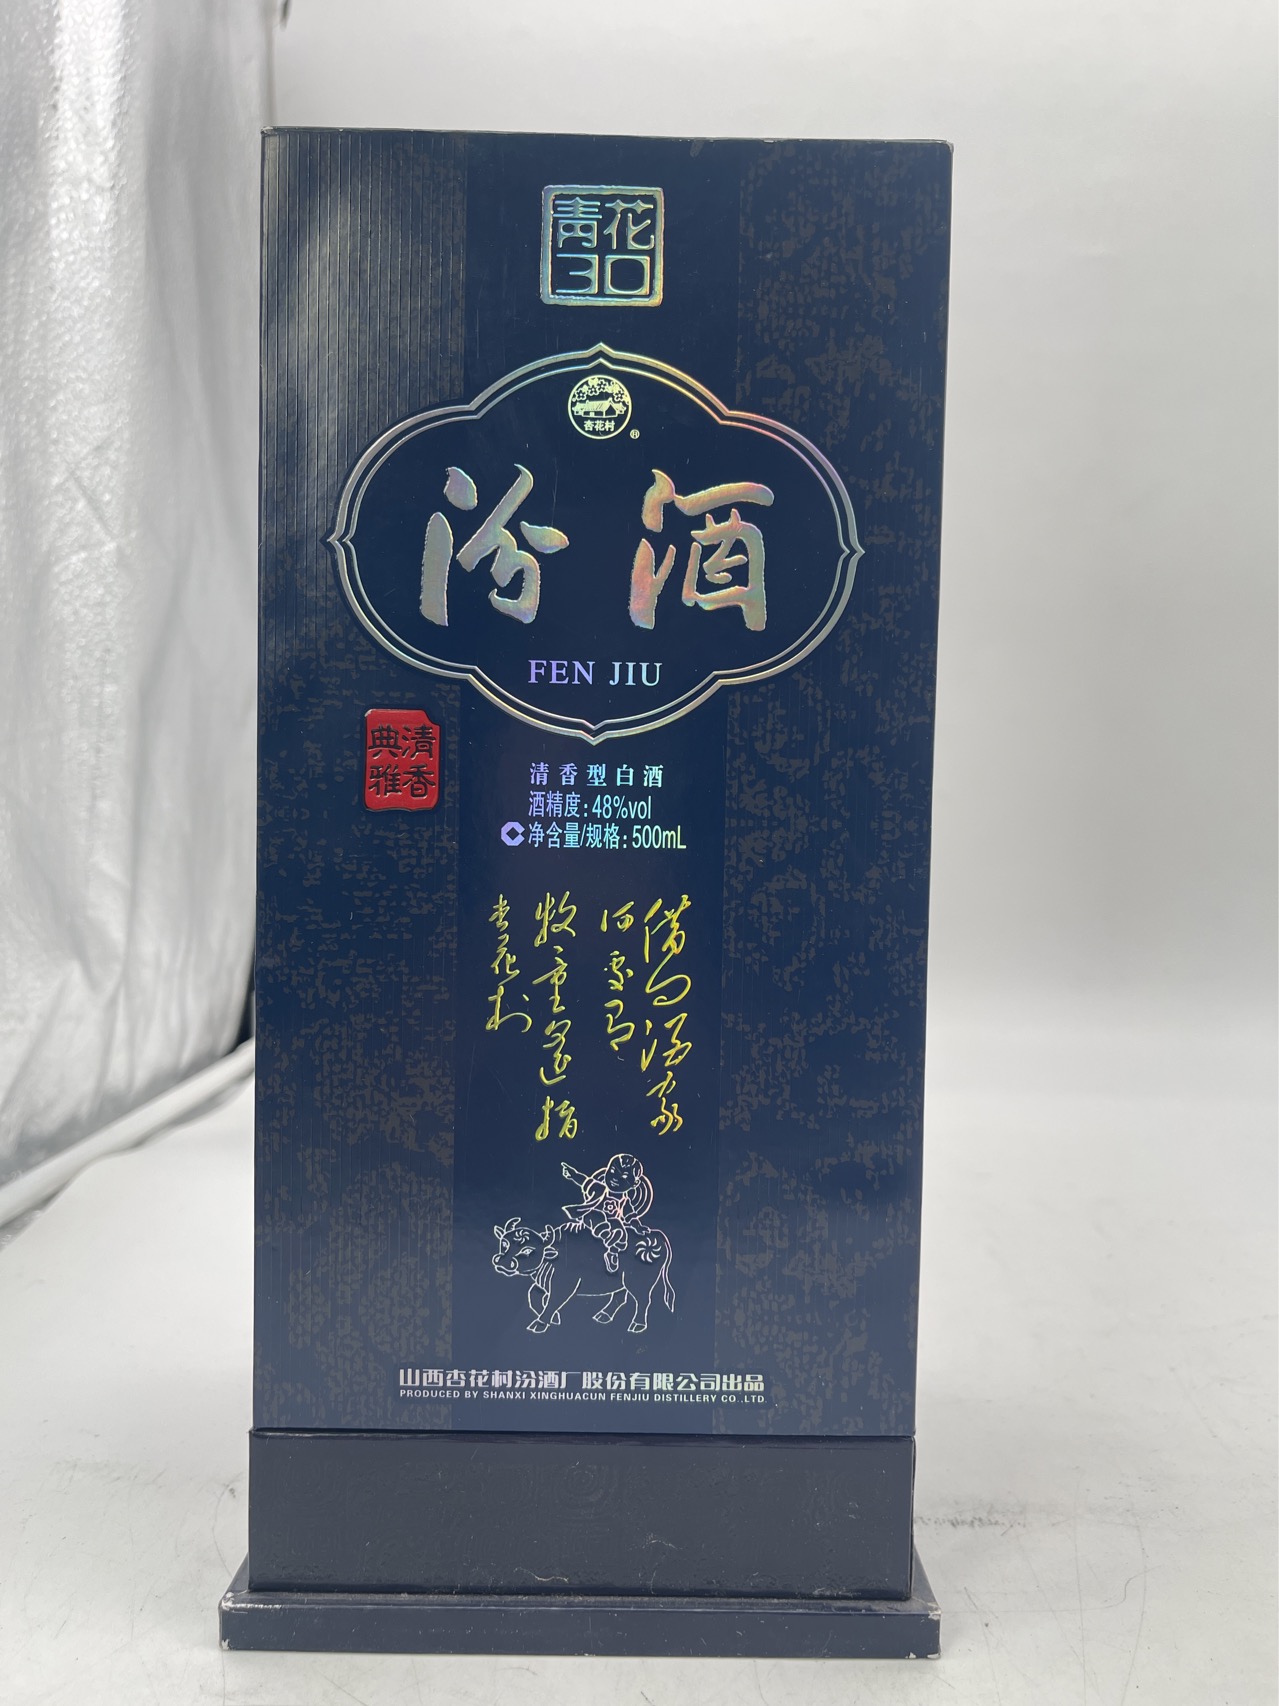 青花
30
杏花村
®
汾酒
FEN JIU
清香
典雅
清香型白酒
酒精度:48%vol
净含量/规格:500mL
借问酒家
何处有
牧童遥指
杏花村
山西杏花村汾酒厂股份有限公司出品
PRODUCED BY SHANXI XINGHUACUN FENJIU DISTILLERY CO.,LTD.